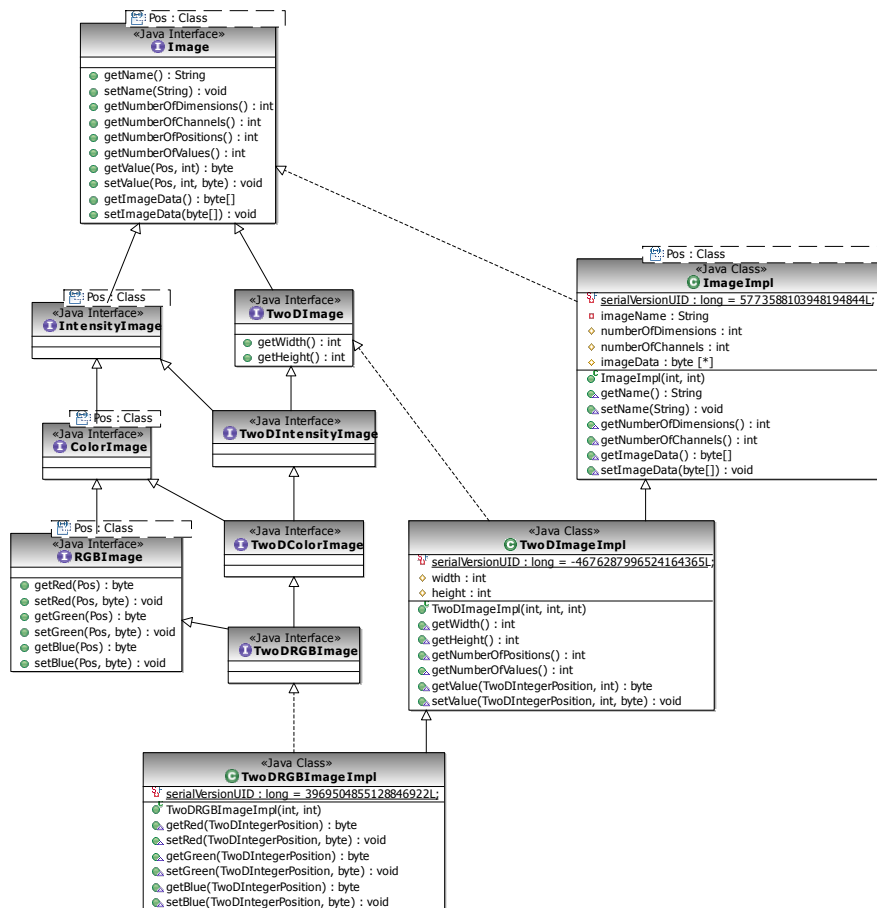 Pos : Class
«Java Interface»
Image
getName() : String
setName(String) : void
getNumberOfDimensions() : int
getNumberOfChannels() : int
getNumberOfPositions() : int
getNumberOfValues() : int
getValue(Pos, int) : byte
setValue(Pos, int, byte) : void
getImageData() : byte[]
setImageData(byte[]) : void
Pos : Class
«Java Class»
ImageImpl
serialVersionUID : long = 5773588103948194844L;
imageName : String
numberOfDimensions : int
numberOfChannels : int
imageData : byte [*]
ImageImpl(int, int)
getName() : String
setName(String) : void
getNumberOfDimensions() : int
getNumberOfChannels() : int
getImageData() : byte[]
setImageData(byte[]) : void
Pos : Class
«Java Interface»
IntensityImage
«Java Interface»
TwoDImage
getWidth() : int
getHeight() : int
Pos : Class
«Java Interface»
ColorImage
«Java Interface»
TwoDIntensityImage
Pos : Class
«Java Interface»
RGBImage
getRed(Pos) : byte
setRed(Pos, byte) : void
getGreen(Pos) : byte
setGreen(Pos, byte) : void
getBlue(Pos) : byte
setBlue(Pos, byte) : void
«Java Interface»
TwoDColorImage
«Java Interface»
TwoDRGBImage
«Java Class»
TwoDImageImpl
serialVersionUID : long = -4676287996524164365L;
width : int
height : int
TwoDImageImpl(int, int, int)
getWidth() : int
getHeight() : int
getNumberOfPositions() : int
getNumberOfValues() : int
getValue(TwoDIntegerPosition, int) : byte
setValue(TwoDIntegerPosition, int, byte) : void
«Java Class»
TwoDRGBImageImpl
serialVersionUID : long = 3969504855128846922L;
TwoDRGBImageImpl(int, int)
getRed(TwoDIntegerPosition) : byte
setRed(TwoDIntegerPosition, byte) : void
getGreen(TwoDIntegerPosition) : byte
setGreen(TwoDIntegerPosition, byte) : void
getBlue(TwoDIntegerPosition) : byte
setBlue(TwoDIntegerPosition, byte) : void